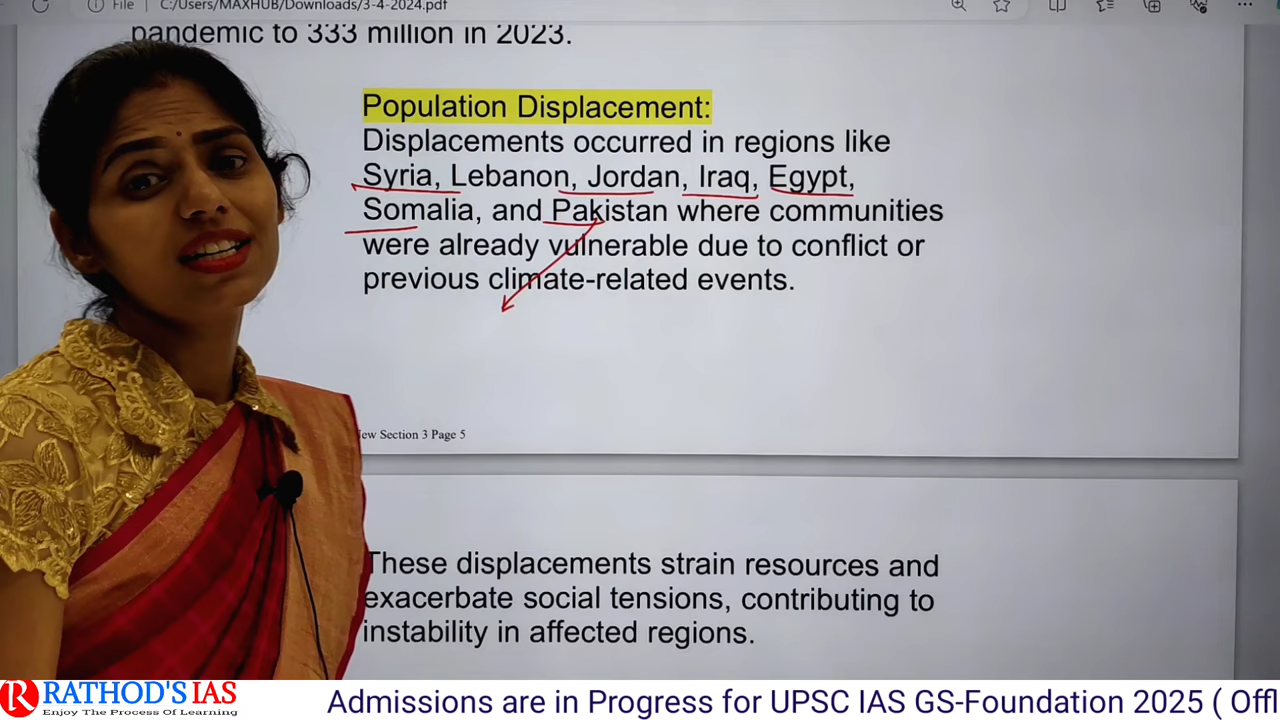 File C:/Users/MAXHUB/Downloads/3-4-2024.pdf
pandemic to 333 million in 2023.
Population Displacement:
Displacements occurred in regions like
Syria, Lebanon, Jordan, Iraq, Egypt,
Somalia, and Pakistan where communities
were already vulnerable due to conflict or
previous climate-related events.
ew Section 3 Page 5
These displacements strain resources and
exacerbate social tensions, contributing to
instability in affected regions.
R RATHOD'S IAS
Enjoy The Process Of Learning
Admissions are in Progress for UPSC IAS GS-Foundation 2025 ( Offl